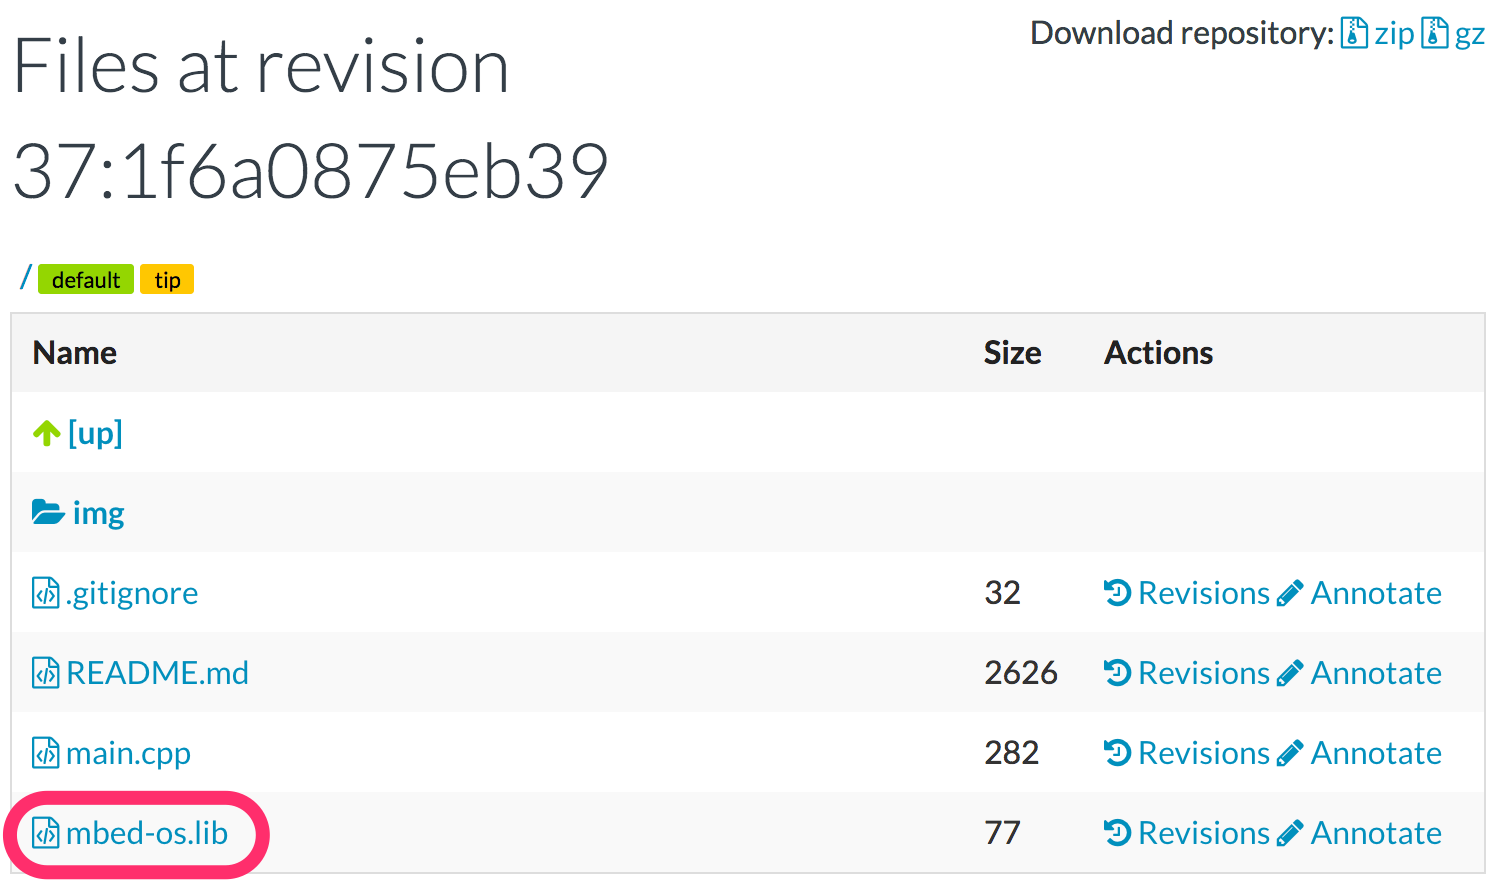 Download repository: zip gz
Files at revision
37:1f6a0875eb39
/ default tip
Name Size Actions
[up]
img
.gitignore 32 Revisions Annotate
README.md 2626 Revisions Annotate
main.cpp 282 Revisions Annotate
mbed-os.lib 77 Revisions Annotate